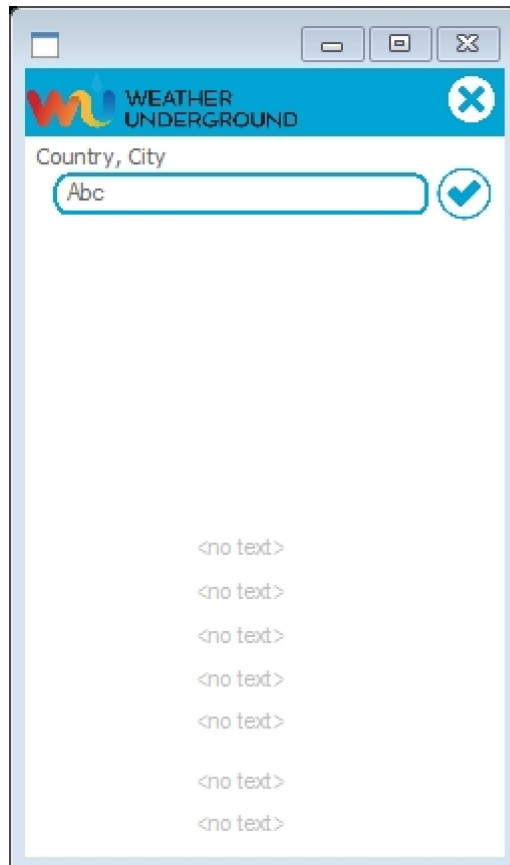 WEATHER
UNDERGROUND
Country, City
Abc
<no text>
<no text>
<no text>
<no text>
<no text>
<no text>
<no text>